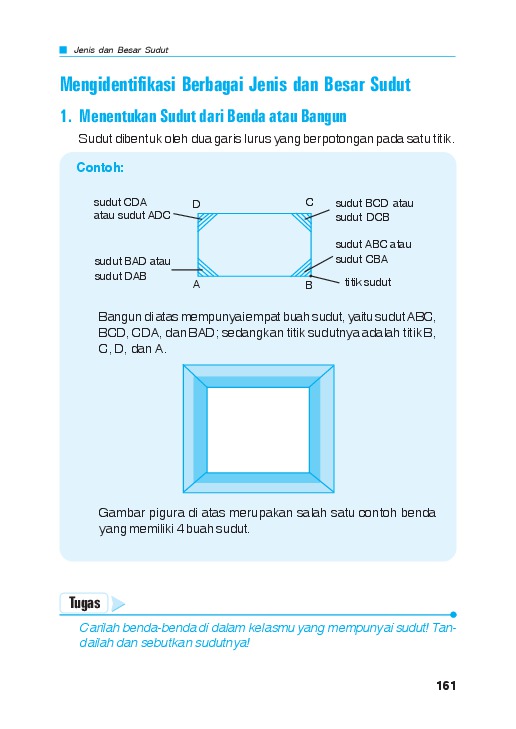 Jenis dan Besar Sudut
Mengidentifikasi Berbagai Jenis dan Besar Sudut
1. Menentukan Sudut dari Benda atau Bangun
Sudut dibentuk oleh dua garis lurus yang berpotongan pada satu titik.
Contoh:
sudut CDA
atau sudut ADC
D
C
sudut BCD atau
sudut DCB
sudut ABC atau
sudut CBA
sudut BAD atau
sudut DAB
A
B
titik sudut
Bangun di atas mempunyai empat buah sudut, yaitu sudut ABC,
BCD, CDA, dan BAD; sedangkan titik sudutnya adalah titik B,
C, D, dan A.
Gambar pigura di atas merupakan salah satu contoh benda
yang memiliki 4 buah sudut.
Tugas
Carilah benda-benda di dalam kelasmu yang mempunyai sudut! Tan-
dailah dan sebutkan sudutnya!
161